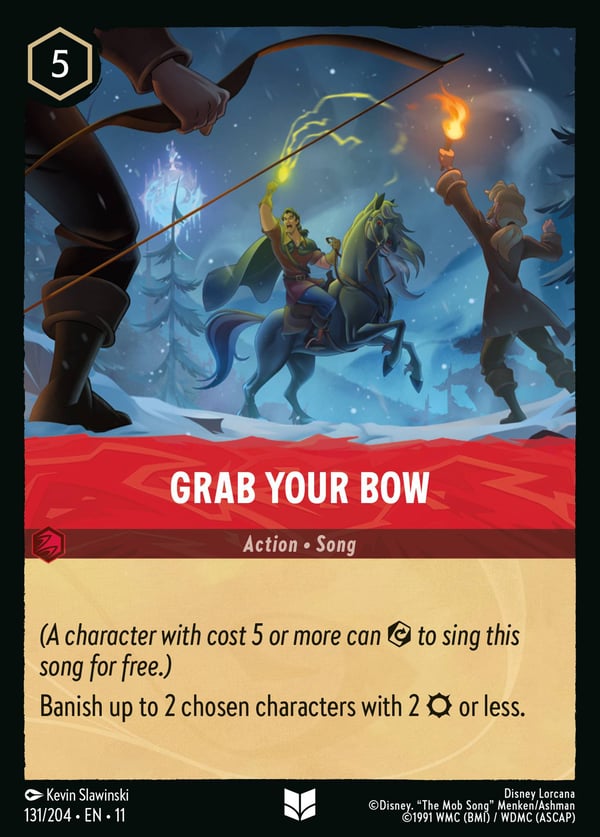 5
GRAB YOUR BOW
Action • Song
(A character with cost 5 or more can to sing this
song for free.)
Banish up to 2 chosen characters with 2 or less.
Kevin Slawinski
131/204 • EN • 11
Disney Lorcana
©Disney. “The Mob Song” Menken/Ashman
©1991 WMC (BMI) / WDMC (ASCAP)